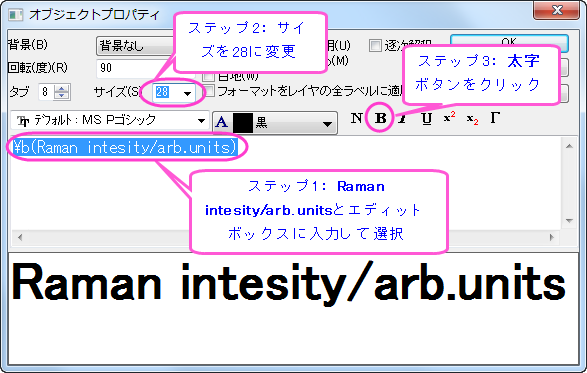 オブジェクトプロパティ
背景(B) 背景なし
(U) 逐次解釈 OK
回転(度)(R) 90
(M)
タブ 8 サイズ(S) 28
白地(W)
フォーマットをレイヤの全ラベルに適用
ステップ2: サイ
ズを28に変更
ステップ3: 太字
ボタンをクリック
デフォルト: MS Pゴシック A 黒 N B I U x² x₂ Γ
¥b(Raman intesity/arb.units)
ステップ1: Raman
intesity/arb.unitsとエディット
ボックスに入力して選択
Raman intesity/arb.units